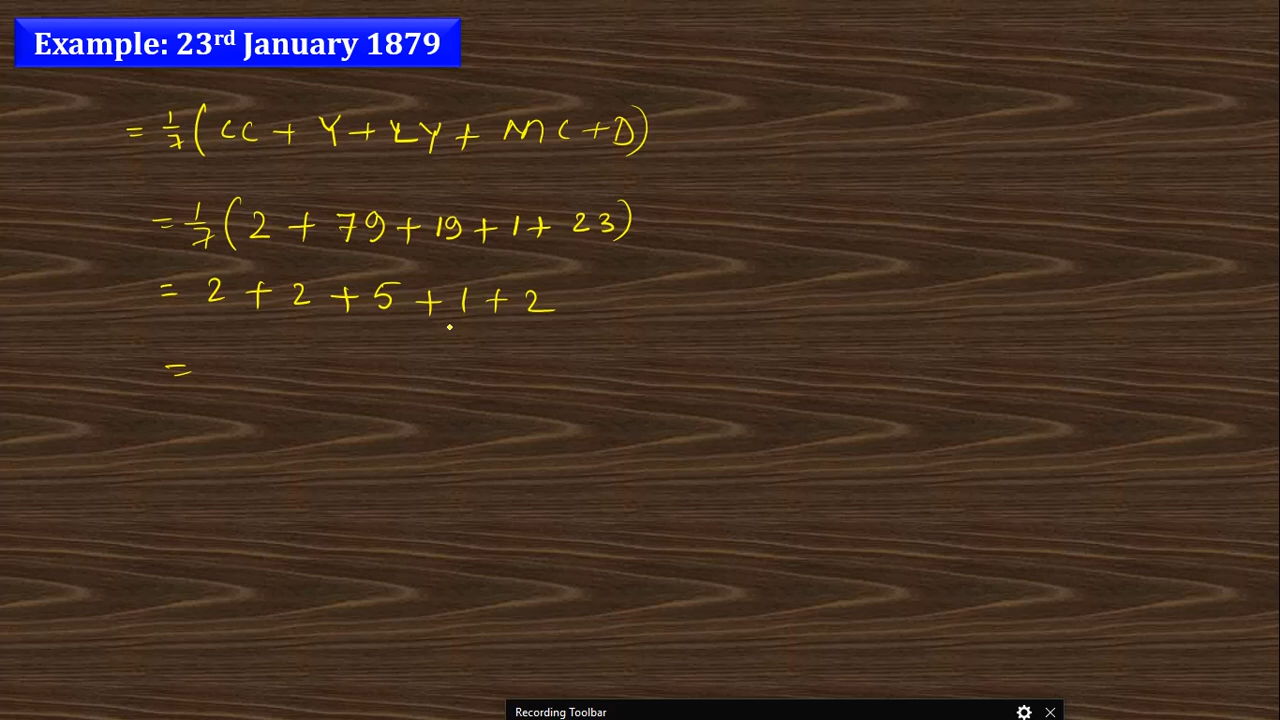 Example: 23rd January 1879
= 1/7 ( CC + Y + LY + MC + D )
= 1/7 ( 2 + 79 + 19 + 1 + 23 )
= 2 + 2 + 5 + 1 + 2
=
Recording Toolbar